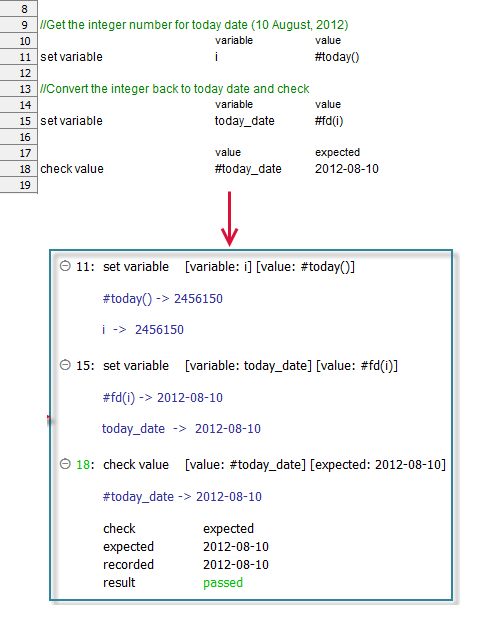 8
9 //Get the integer number for today date (10 August, 2012)
10 variable value
11 set variable i #today()
12
13 //Convert the integer back to today date and check
14 variable value
15 set variable today_date #fd(i)
16
17 value expected
18 check value #today_date 2012-08-10
19
11: set variable [variable: i] [value: #today()]
#today() -> 2456150
i -> 2456150
15: set variable [variable: today_date] [value: #fd(i)]
#fd(i) -> 2012-08-10
today_date -> 2012-08-10
18: check value [value: #today_date] [expected: 2012-08-10]
#today_date -> 2012-08-10
check expected
expected 2012-08-10
recorded 2012-08-10
result passed